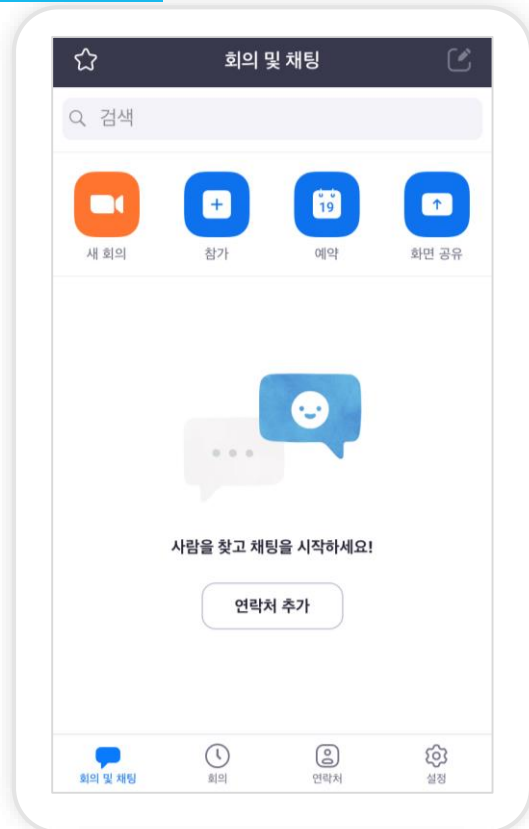 회의 및 채팅
검색
새 회의
참가
19
예약
화면 공유
사람을 찾고 채팅을 시작하세요!
연락처 추가
회의 및 채팅
회의
연락처
설정